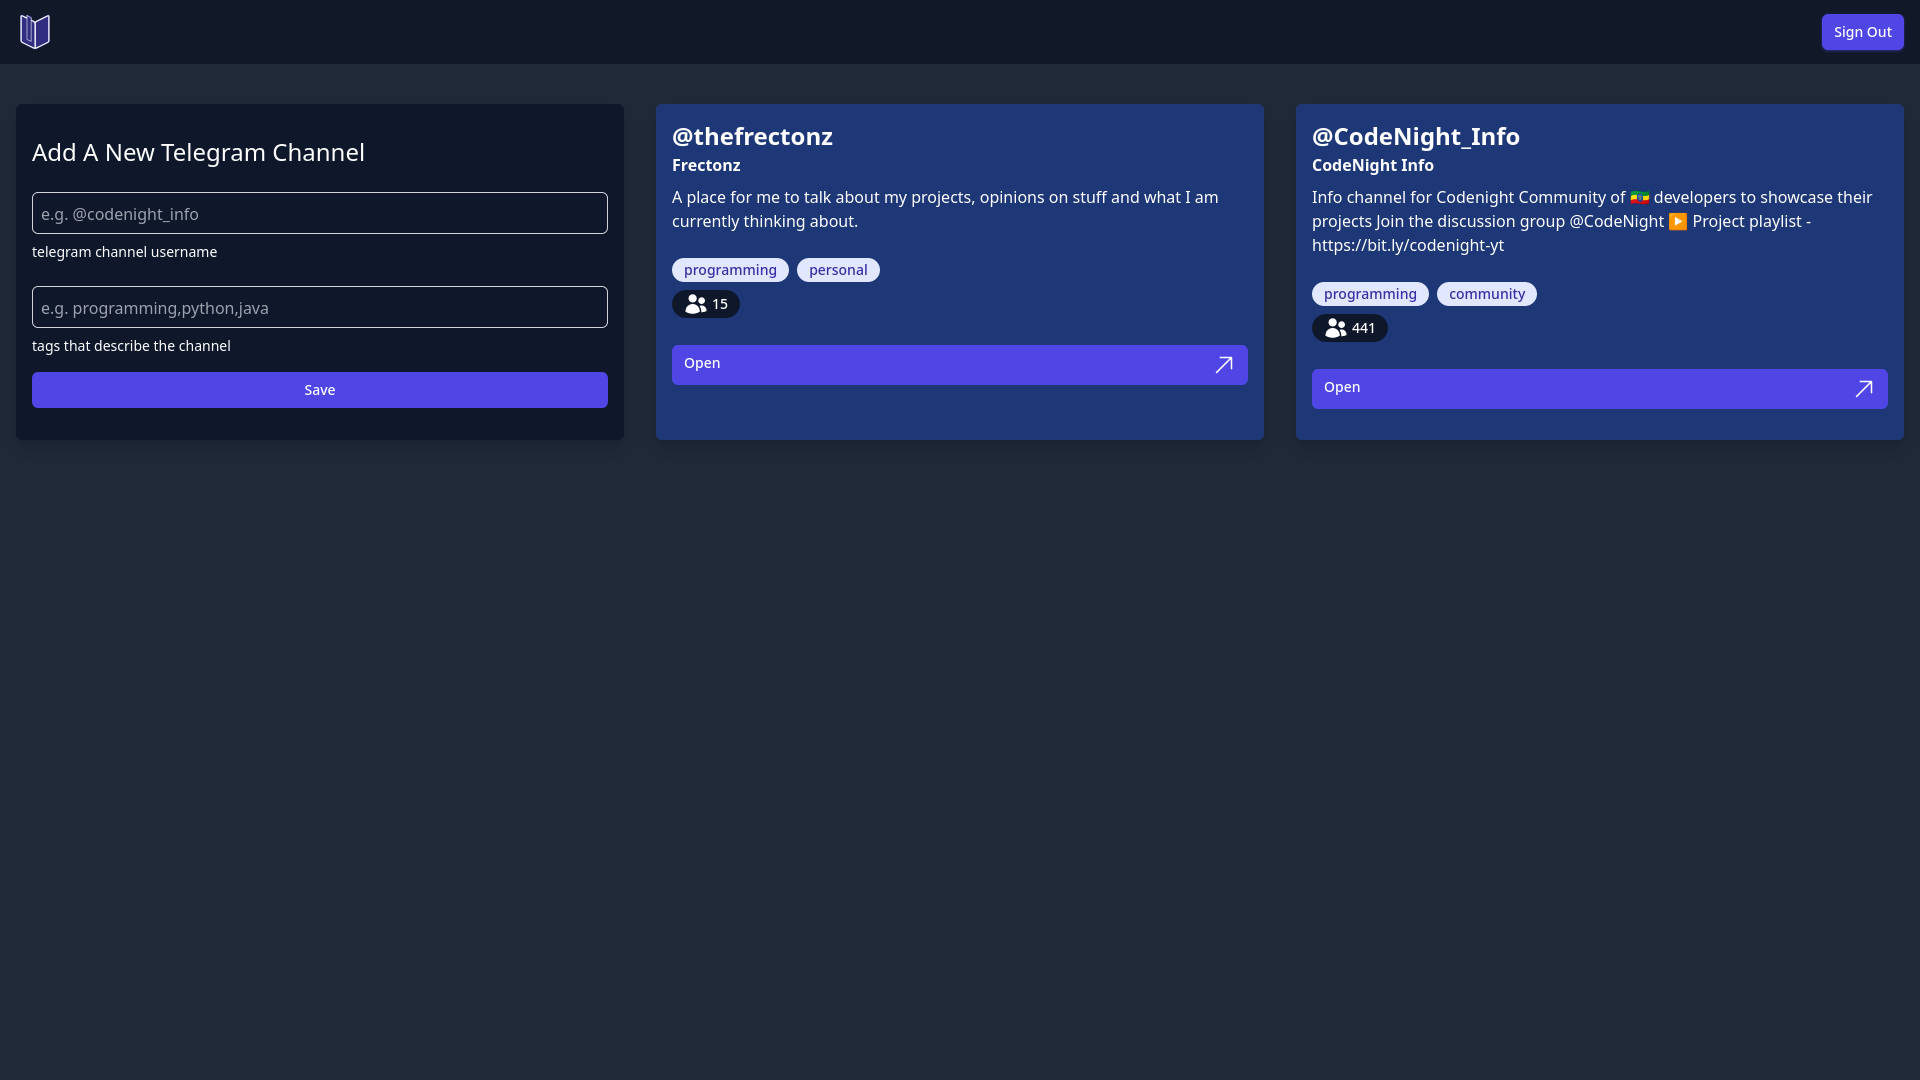 Sign Out
Add A New Telegram Channel
e.g. @codenight_info
telegram channel username
e.g. programming,python,java
tags that describe the channel
Save
@thefrectonz
Frectonz
A place for me to talk about my projects, opinions on stuff and what I am
currently thinking about.
programming personal
15
Open
@CodeNight_Info
CodeNight Info
Info channel for Codenight Community of 🇪🇹 developers to showcase their
projects Join the discussion group @CodeNight ▶️ Project playlist -
https://bit.ly/codenight-yt
programming community
441
Open